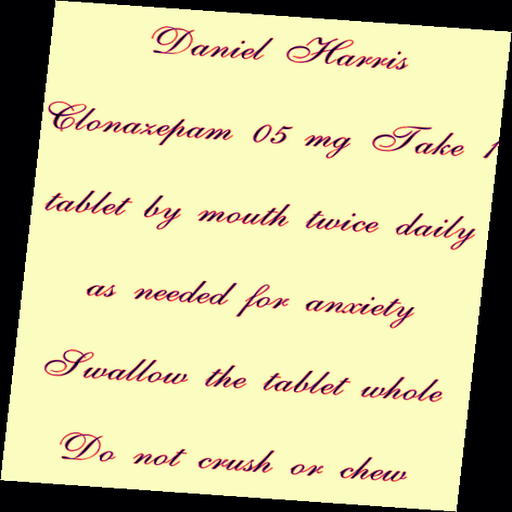 Daniel Harris
Clonazepam 05 mg Take 1
tablet by mouth twice daily
as needed for anxiety
Swallow the tablet whole
Do not crush or chew